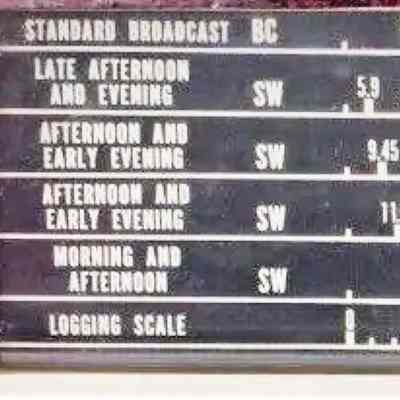 STANDARD BROADCAST BC
LATE AFTERNOON
AND EVENING SW 5.9
AFTERNOON AND
EARLY EVENING SW 9.45
AFTERNOON AND
EARLY EVENING SW 11
MORNING AND
AFTERNOON SW
LOGGING SCALE 0